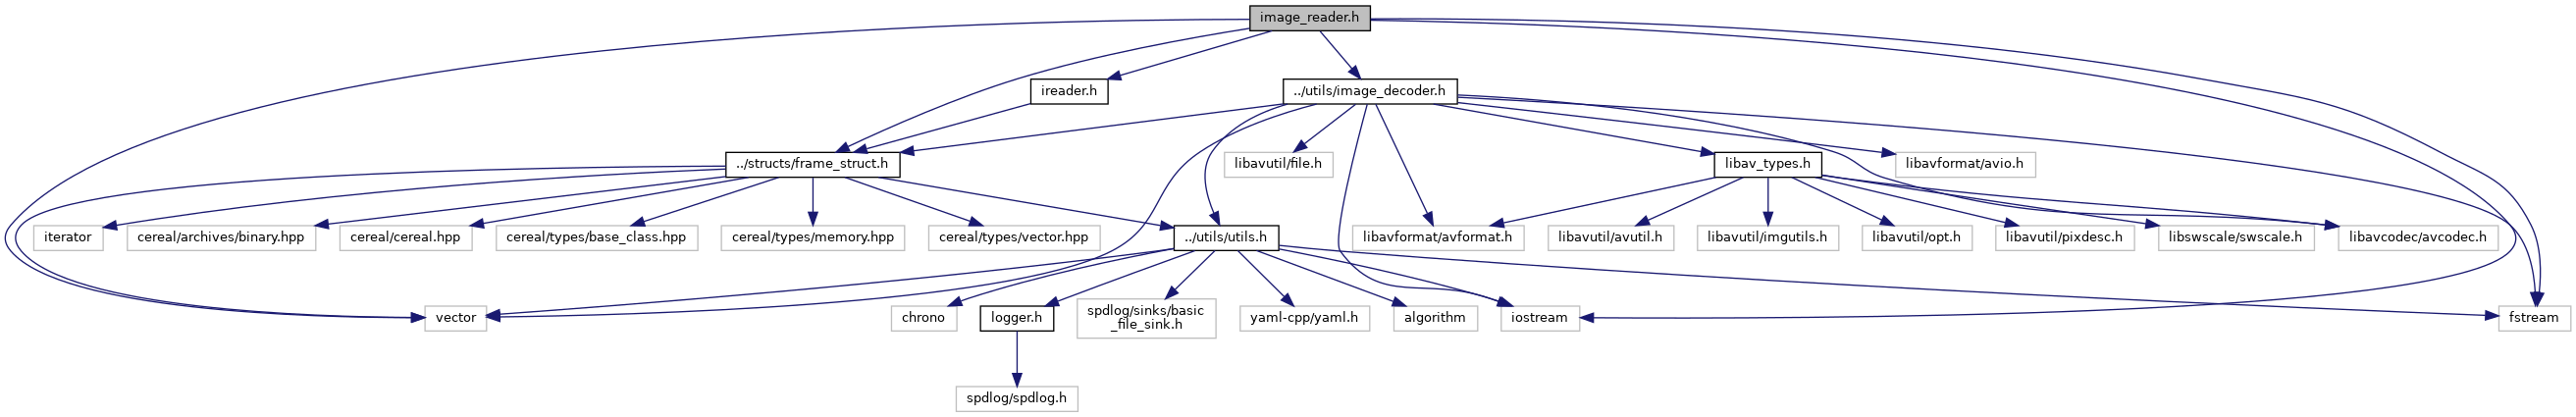 image_reader.h
ireader.h
../utils/image_decoder.h
../structs/frame_struct.h
libavutil/file.h
libav_types.h
libavformat/avio.h
iterator
cereal/archives/binary.hpp
cereal/cereal.hpp
cereal/types/base_class.hpp
cereal/types/memory.hpp
cereal/types/vector.hpp
../utils/utils.h
libavformat/avformat.h
libavutil/avutil.h
libavutil/imgutils.h
libavutil/opt.h
libavutil/pixdesc.h
libswscale/swscale.h
libavcodec/avcodec.h
vector
chrono
logger.h
spdlog/sinks/basic
_file_sink.h
yaml-cpp/yaml.h
algorithm
iostream
fstream
spdlog/spdlog.h